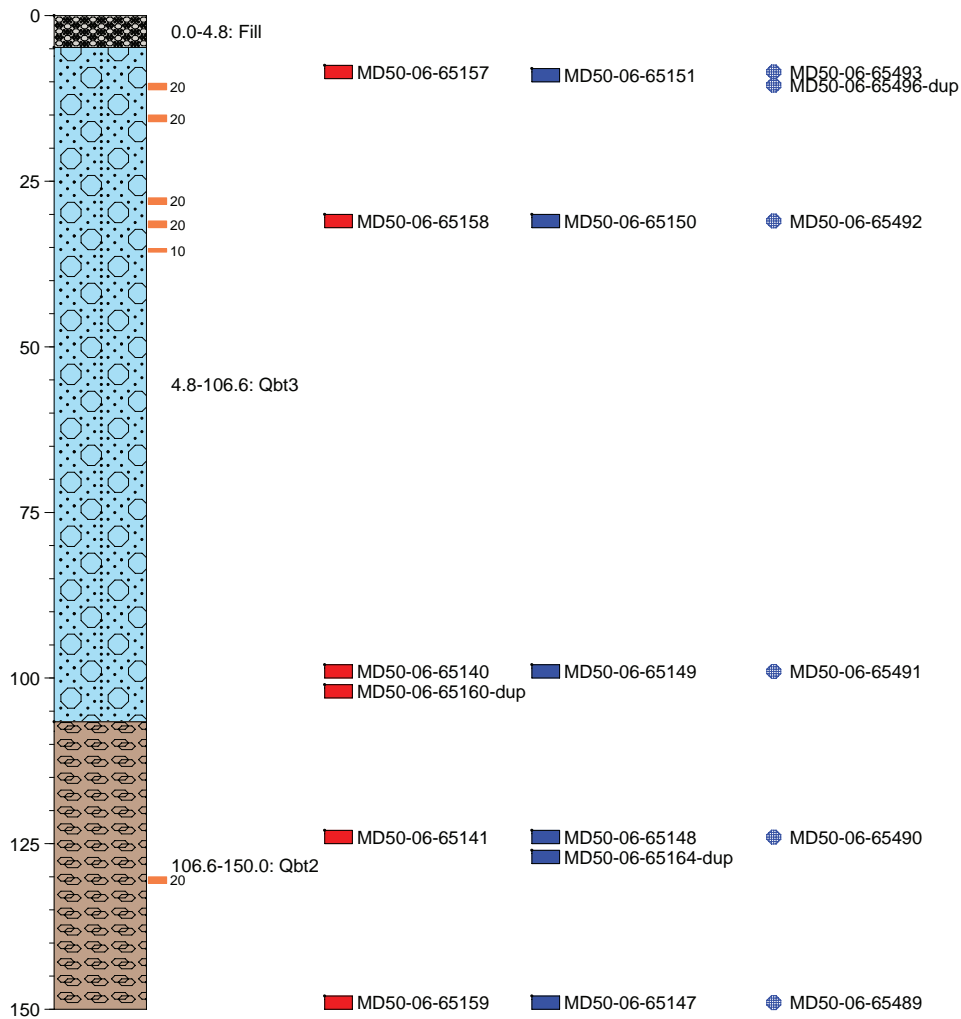 0
0.0-4.8: Fill
MD50-06-65157
MD50-06-65151
MD50-06-65493
20
MD50-06-65496-dup
20
25
20
20
MD50-06-65158
MD50-06-65150
MD50-06-65492
10
50
4.8-106.6: Qbt3
75
MD50-06-65140
MD50-06-65149
MD50-06-65491
100
MD50-06-65160-dup
125
MD50-06-65141
MD50-06-65148
MD50-06-65490
MD50-06-65164-dup
106.6-150.0: Qbt2
20
150
MD50-06-65159
MD50-06-65147
MD50-06-65489